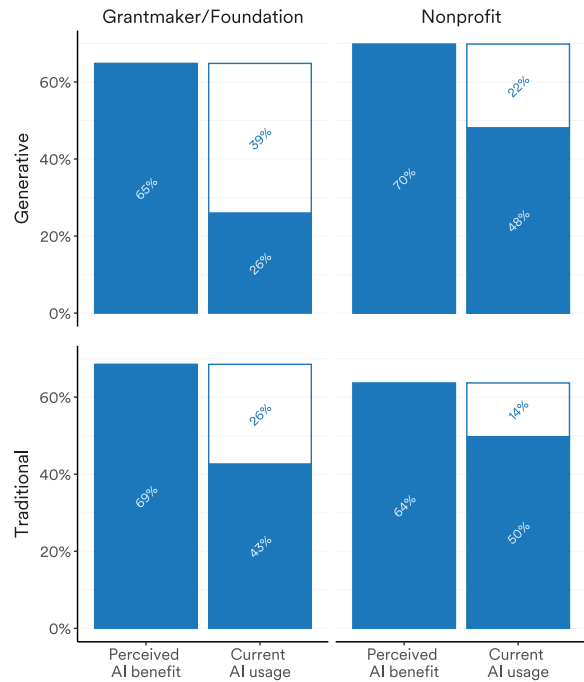 Grantmaker/Foundation
Nonprofit
Generative
60%
40%
20%
0%
65%
39%
26%
70%
22%
48%
Traditional
60%
40%
20%
0%
69%
26%
43%
64%
14%
50%
Perceived
AI benefit
Current
AI usage
Perceived
AI benefit
Current
AI usage